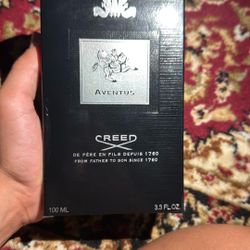 AVENTUS
CREED
DE PÈRE EN FILS DEPUIS 1760
FROM FATHER TO SON SINCE 1760
100 ML
3.3 FL.OZ.